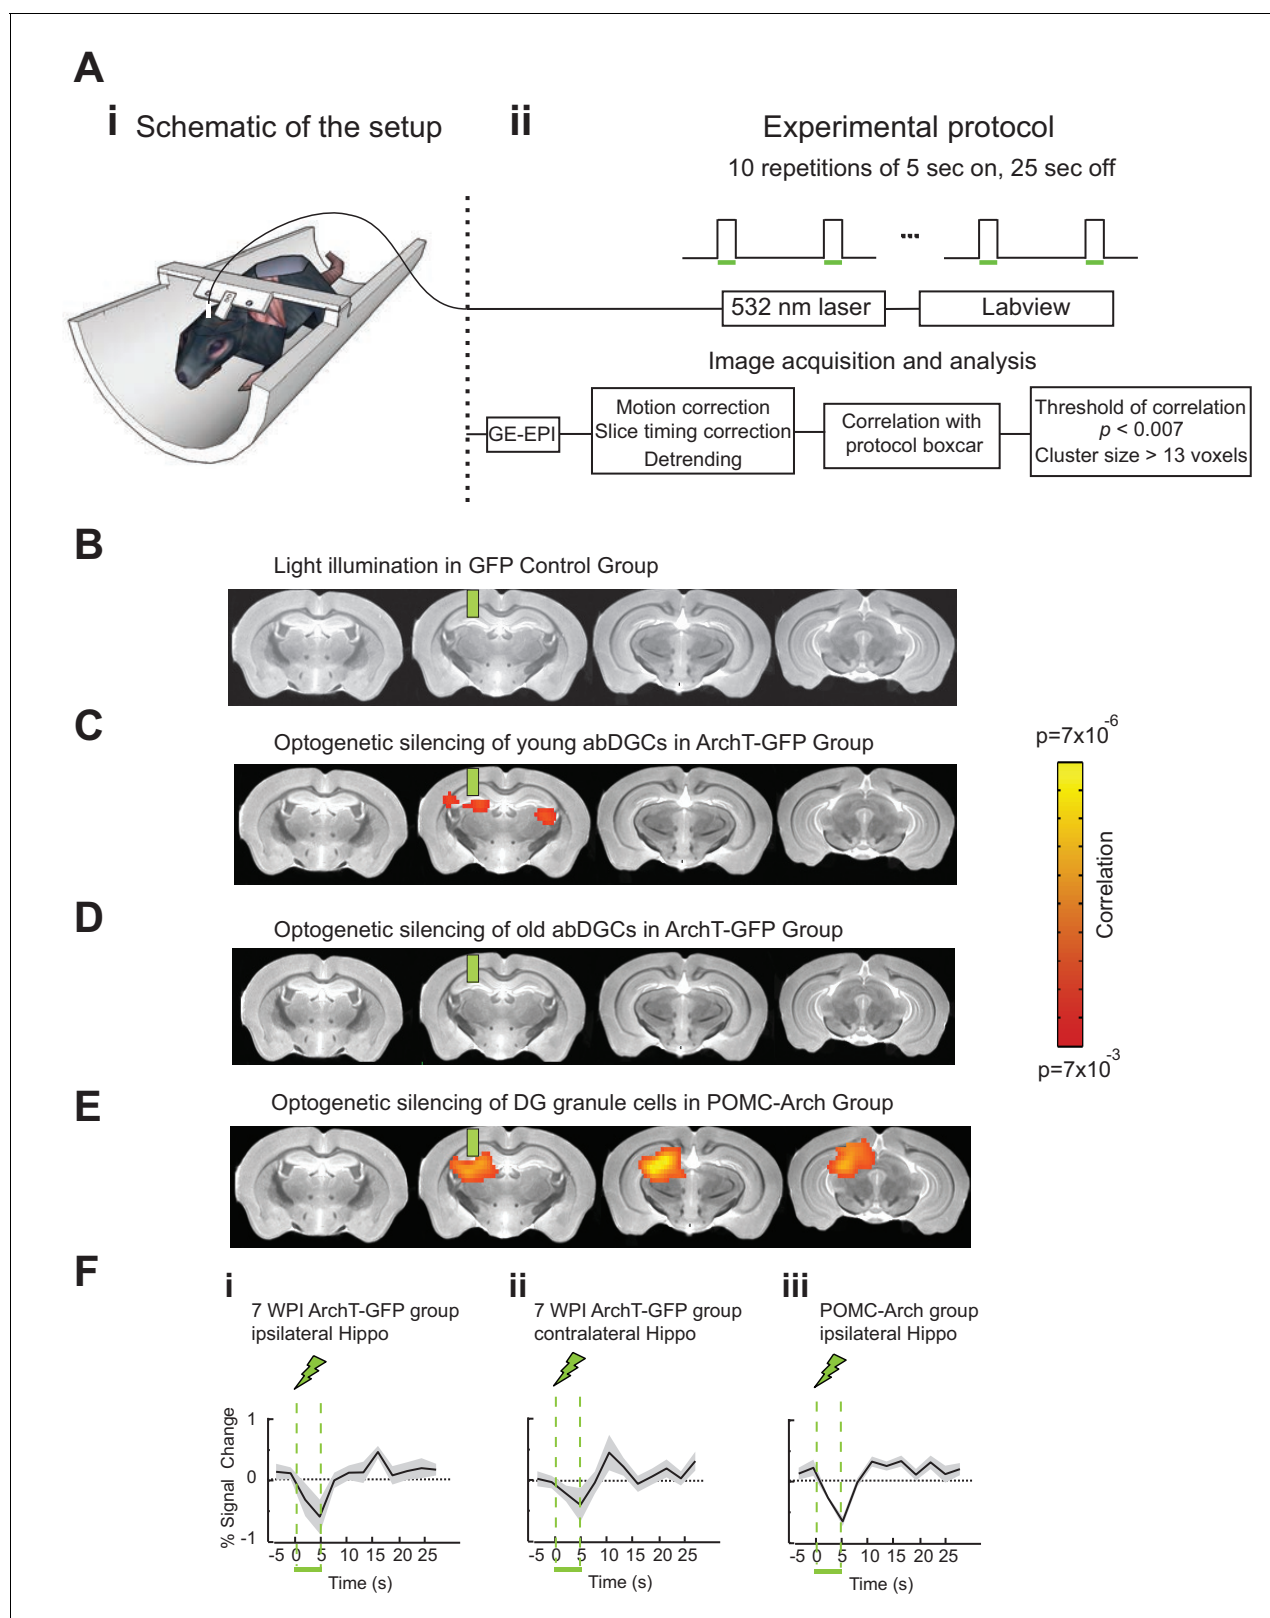 A
i Schematic of the setup
ii Experimental protocol
10 repetitions of 5 sec on, 25 sec off
...
532 nm laser
Labview
Image acquisition and analysis
GE-EPI
Motion correction
Slice timing correction
Detrending
Correlation with
protocol boxcar
Threshold of correlation
p < 0.007
Cluster size > 13 voxels
B
Light illumination in GFP Control Group
C
Optogenetic silencing of young abDGCs in ArchT-GFP Group
D
Optogenetic silencing of old abDGCs in ArchT-GFP Group
E
Optogenetic silencing of DG granule cells in POMC-Arch Group
p=7x10-6
Correlation
p=7x10-3
F
i
7 WPI ArchT-GFP group
ipsilateral Hippo
% Signal Change
1
0
-1
-5 0 5 10 15 20 25
Time (s)
ii
7 WPI ArchT-GFP group
contralateral Hippo
-5 0 5 10 15 20 25
Time (s)
iii
POMC-Arch group
ipsilateral Hippo
-5 0 5 10 15 20 25
Time (s)